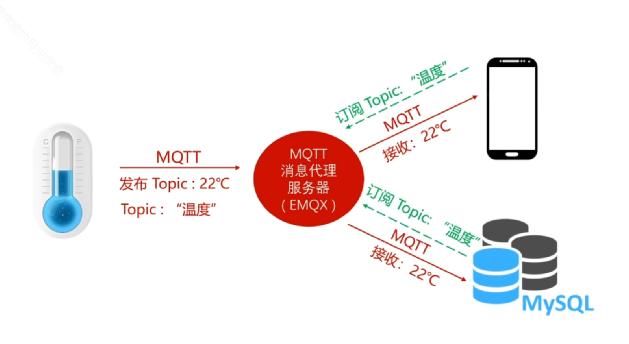 MQTT
发布 Topic : 22℃
Topic : “温度”
MQTT
消息代理
服务器
( EMQX )
订阅 Topic: “温度”
MQTT
接收: 22℃
订阅 Topic: “温度”
MQTT
接收: 22℃
MySQL